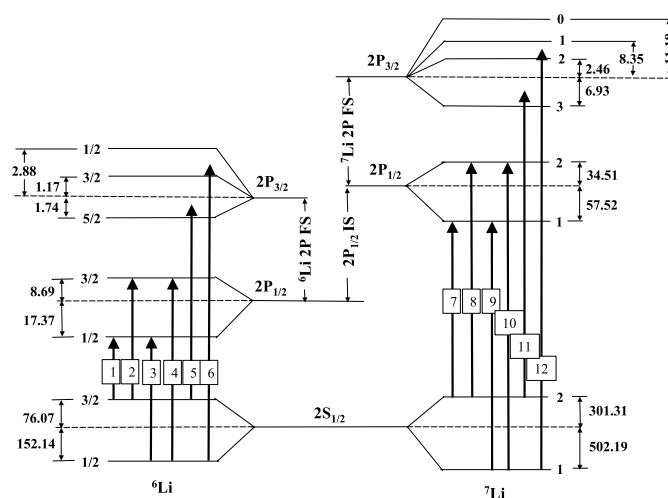 0
1
2
3
2P3/2
8.35
11.18
2.46
6.93
7Li 2P FS
2P1/2
2
1
34.51
57.52
2P1/2 IS
1/2
3/2
5/2
2.88
1.17
1.74
2P3/2
6Li 2P FS
3/2
1/2
8.69
17.37
2P1/2
1 2 3 4 5 6
7 8 9
10
11
12
3/2
1/2
76.07
152.14
2S1/2
2
1
301.31
502.19
6Li
7Li